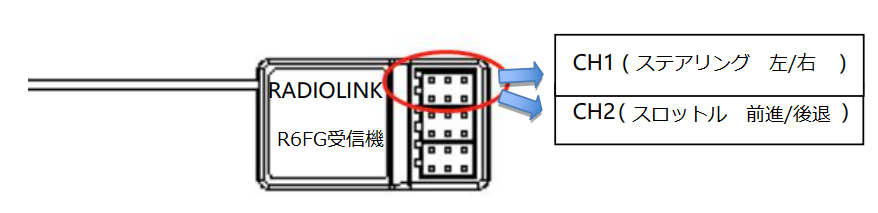 RADIOLINK
R6FG受信機
CH1 ( ステアリング　左/右　)
CH2( スロットル　前進/後退 )